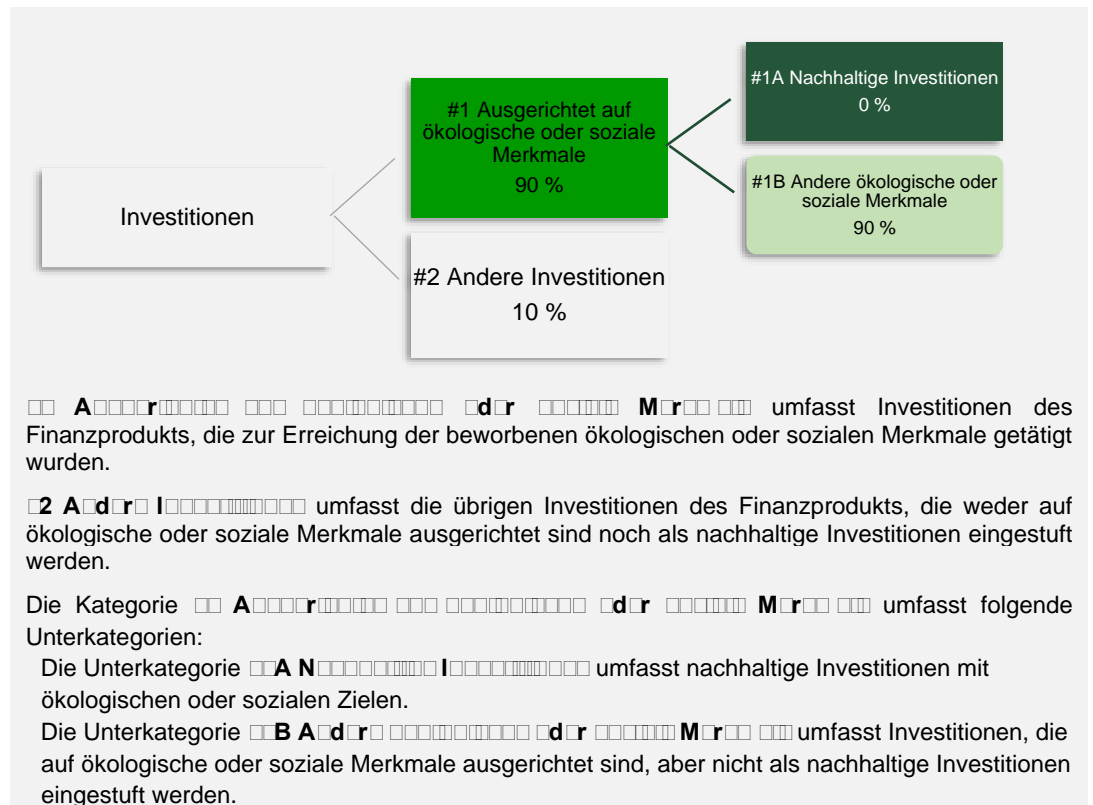 #1A Nachhaltige Investitionen
0 %
#1 Ausgerichtet auf
ökologische oder soziale
Merkmale
90 %
#1B Andere ökologische oder
soziale Merkmale
90 %
Investitionen
#2 Andere Investitionen
10 %
umfasst Investitionen des
Finanzprodukts, die zur Erreichung der beworbenen ökologischen oder sozialen Merkmale getätigt
wurden.
umfasst die übrigen Investitionen des Finanzprodukts, die weder auf
ökologische oder soziale Merkmale ausgerichtet sind noch als nachhaltige Investitionen eingestuft
werden.
Die Kategorie umfasst folgende
Unterkategorien:
Die Unterkategorie umfasst nachhaltige Investitionen mit
ökologischen oder sozialen Zielen.
Die Unterkategorie umfasst Investitionen, die
auf ökologische oder soziale Merkmale ausgerichtet sind, aber nicht als nachhaltige Investitionen
eingestuft werden.